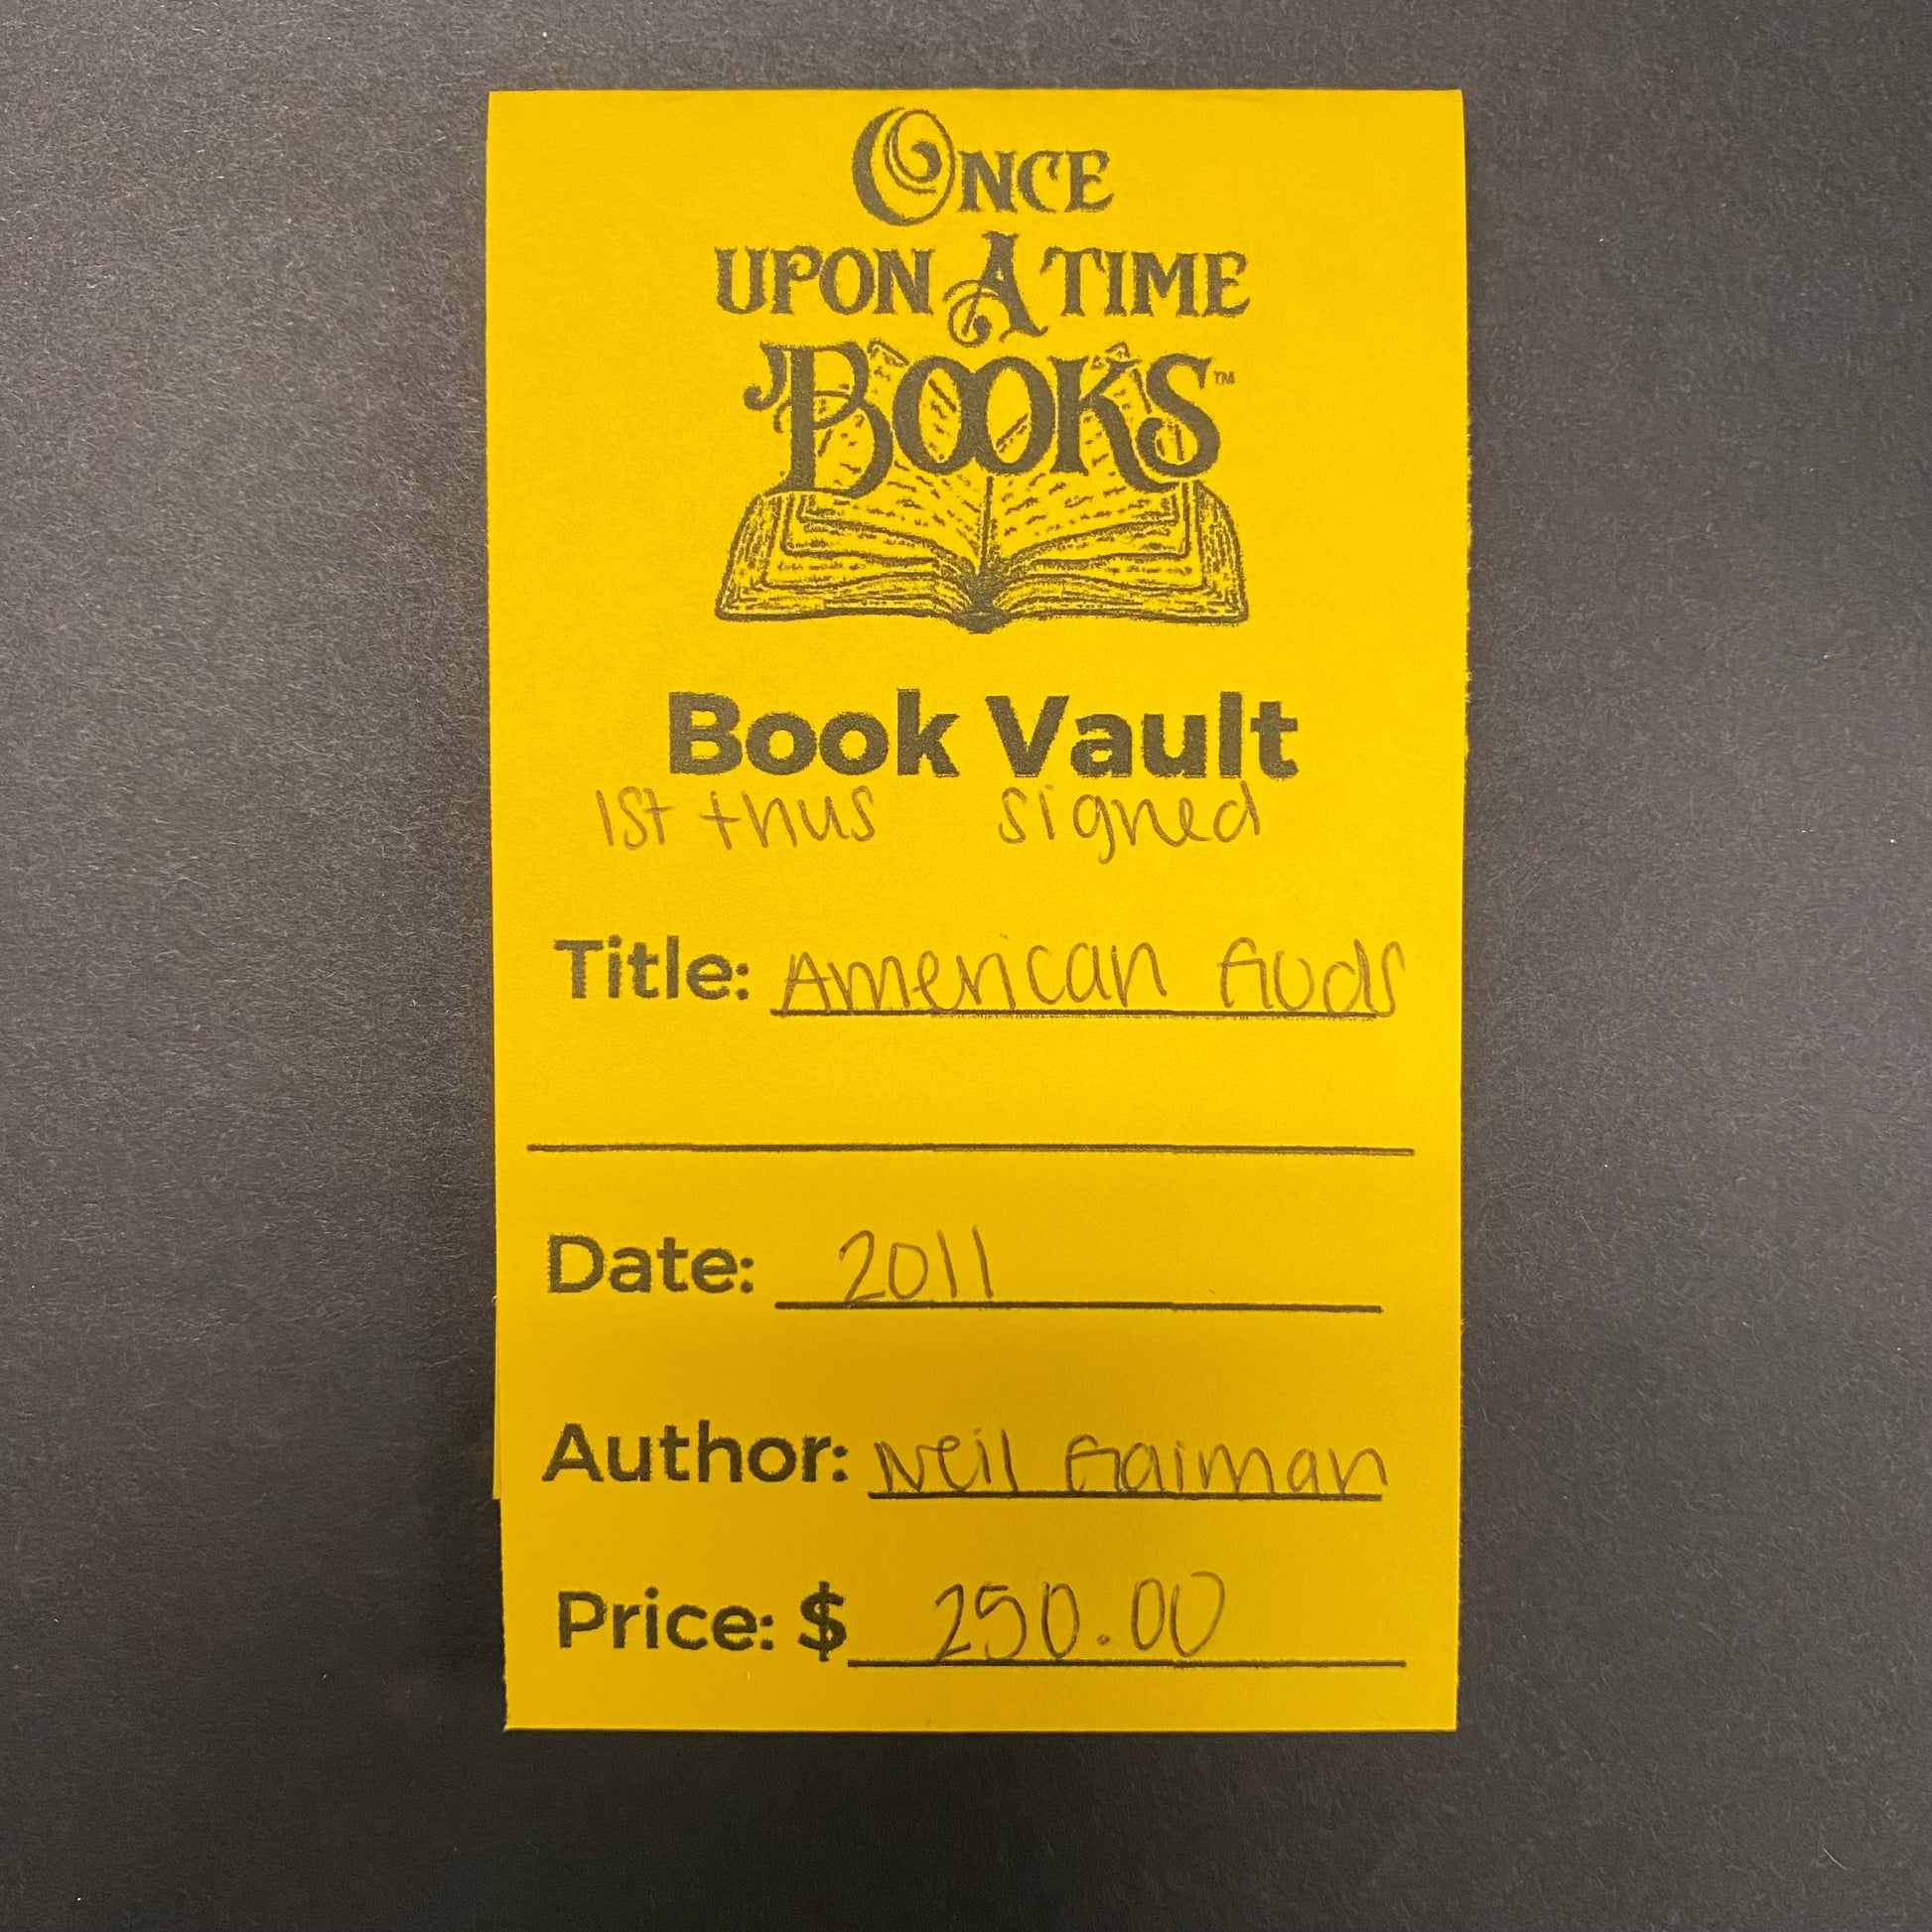 ONCE
UPON A TIME
BOOKS™
Book Vault
1st thus signed
Title: American Gods
Date: 2011
Author: Neil Gaiman
Price: $ 250.00